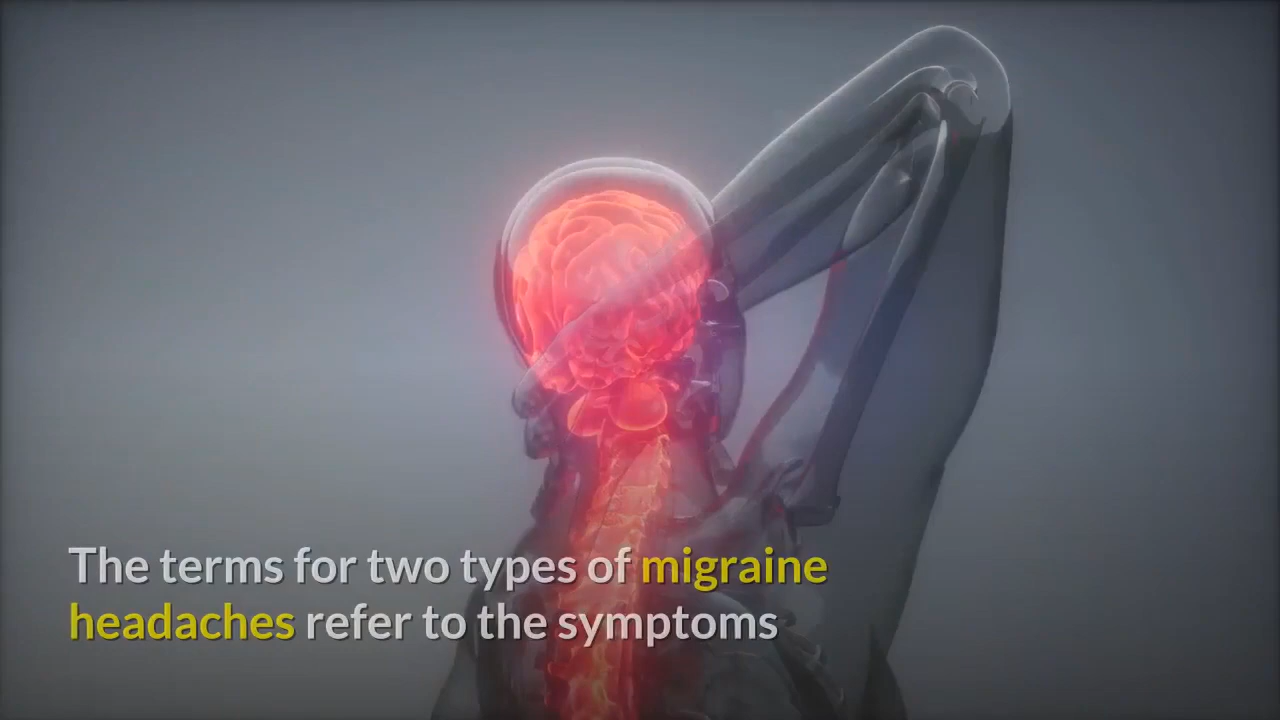 The terms for two types of migraine
headaches refer to the symptoms